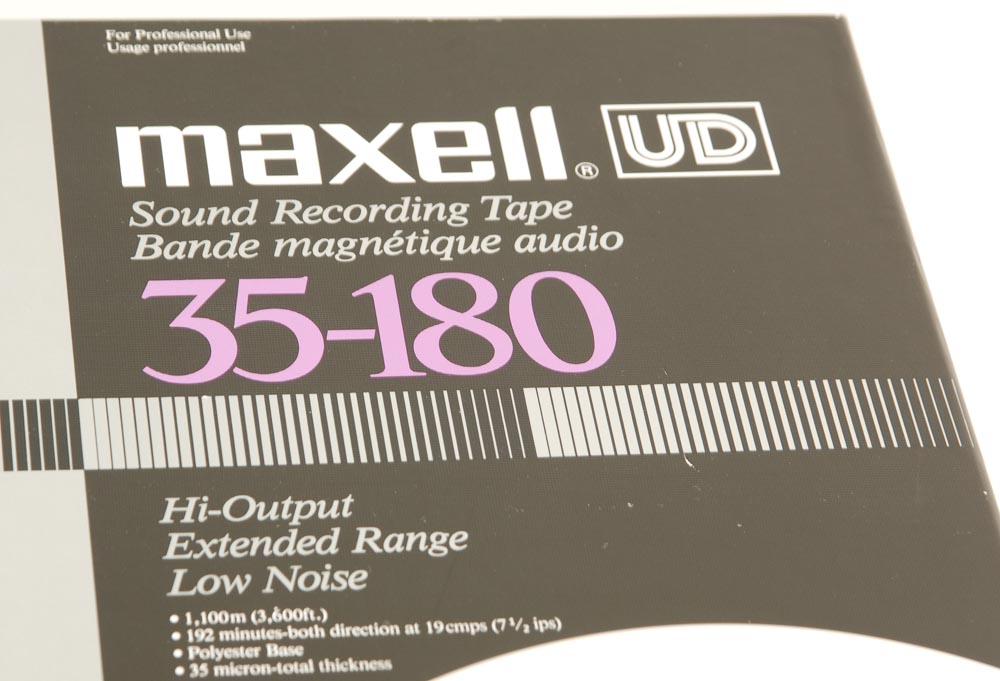 For Professional Use
Usage professionnel
maxell® UD
Sound Recording Tape
Bande magnétique audio
35-180
Hi-Output
Extended Range
Low Noise
• 1,100m (3,600ft.)
• 192 minutes-both direction at 19cmps (7 1/2 ips)
• Polyester Base
• 35 micron-total thickness